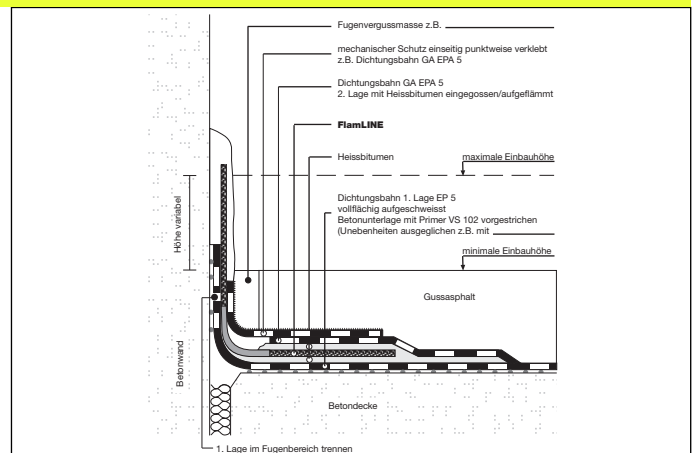 Fugenvergussmasse z.B.
mechanischer Schutz einseitig punktweise verklebt
z.B. Dichtungsbahn GA EPA 5
Dichtungsbahn GA EPA 5
2. Lage mit Heissbitumen eingegossen/aufgeflämmt
FlamLINE
Heissbitumen
maximale Einbauhöhe
Dichtungsbahn 1. Lage EP 5
vollflächig aufgeschweisst
Betonunterlage mit Primer VS 102 vorgestrichen
(Unebenheiten ausgeglichen z.B. mit
minimale Einbauhöhe
Höhe variabel
Gussasphalt
Betonwand
Betondecke
1. Lage im Fugenbereich trennen